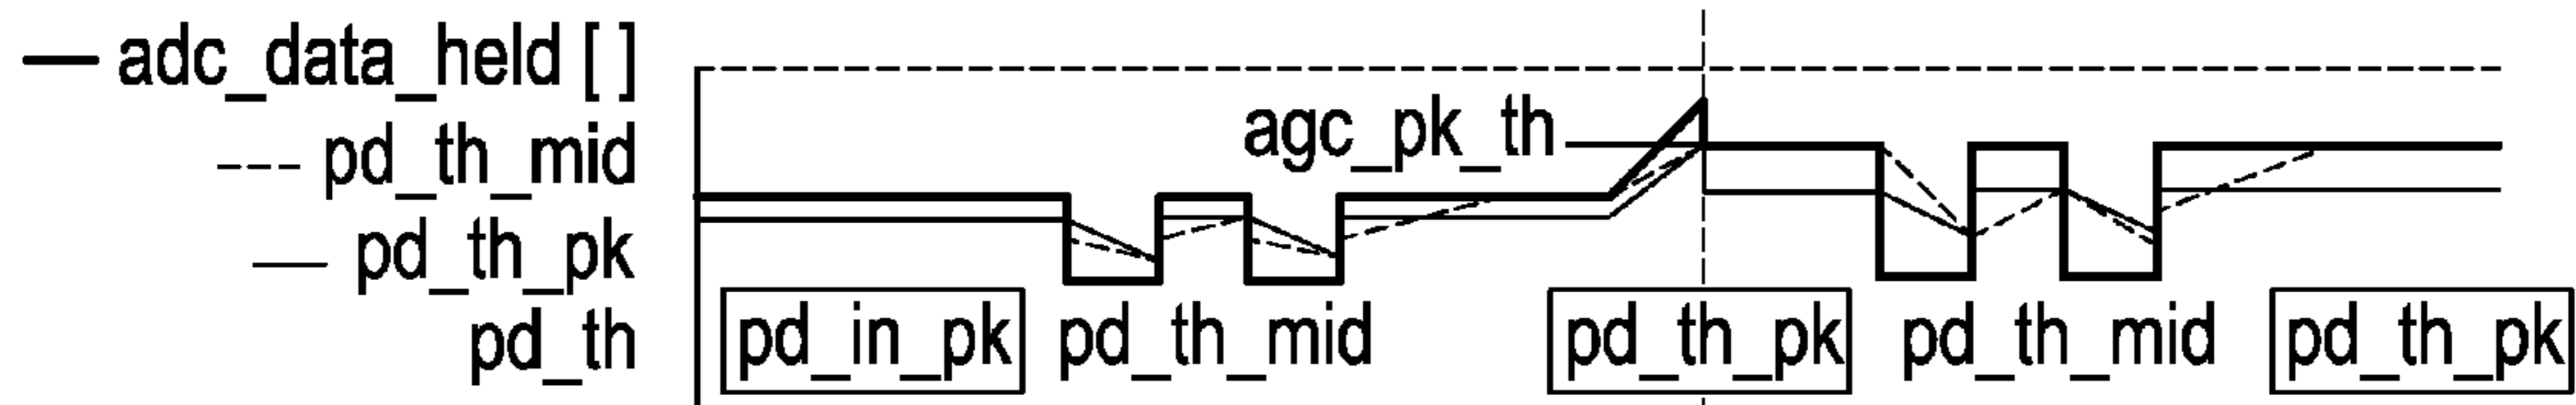 adc_data_held [ ]
pd_th_mid
agc_pk_th
pd_th_pk
pd_th
pd_in_pk
pd_th_mid
pd_th_pk
pd_th_mid
pd_th_pk